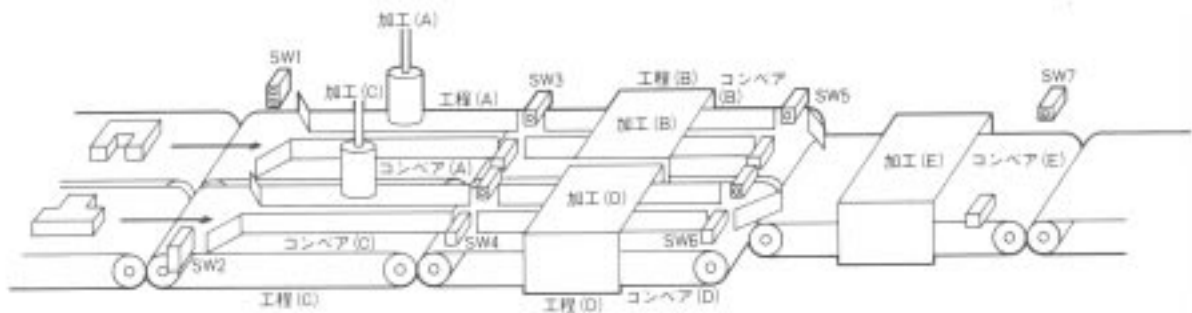 加工(A)
SW1
SW3
工程(B)
コンベア
(B)
SW7
加工(C)
工程(A)
SW5
加工(B)
加工(E)
コンベア(E)
コンベア(A)
加工(D)
コンベア(C)
SW4
SW6
SW2
工程(C)
工程(D)
コンベア(D)